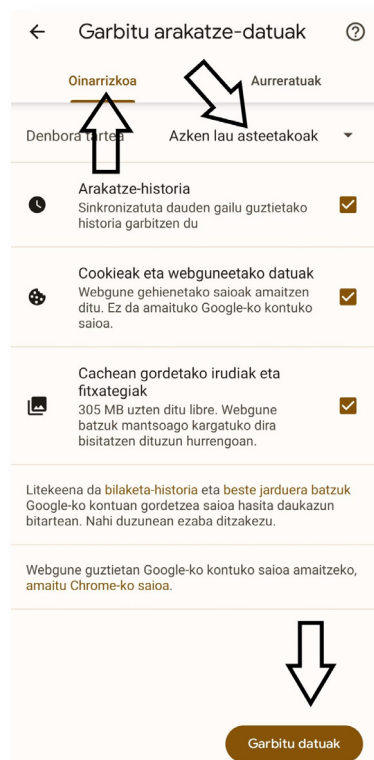 Garbitu arakatze-datuak
Oinarrizkoa
Aurreratuak
Denbora tartea
Azken lau asteetakoak
Arakatze-historia
Sinkronizatuta dauden gailu guztietako
historia garbitzen du
Cookieak eta webguneetako datuak
Webgune gehienetako saioak amaitzen
ditu. Ez da amaituko Google-ko kontuko
saioa.
Cachean gordetako irudiak eta
fitxategiak
305 MB uzten ditu libre. Webgune
batzuk mantsoago kargatuko dira
bisitatzen dituzun hurrengoan.
Litekeena da bilaketa-historia eta beste jarduera batzuk
Google-ko kontuan gordetzea saioa hasita daukazun
bitartean. Nahi duzunean ezaba ditzakezu.
Webgune guztietan Google-ko kontuko saioa amaitzeko,
amaitu Chrome-ko saioa.
Garbitu datuak